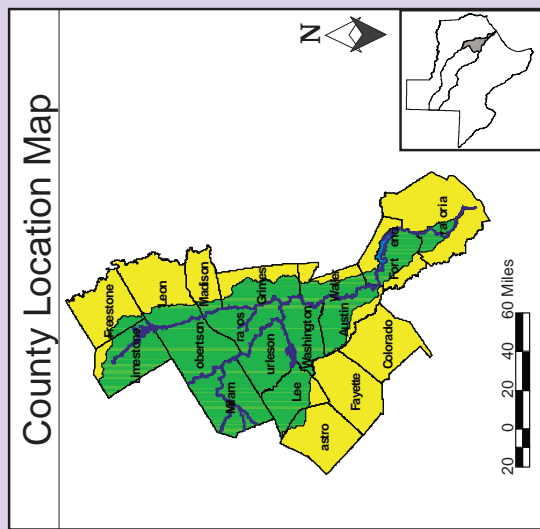 County Location Map
N
Freestone
Limestone
Leon
Madison
obertson
ra os
Grimes
Milam
urleson
Washington
Waller
Lee
Austin
Fort end
ra oria
astro
Fayette
Colorado
20 0 20 40 60 Miles